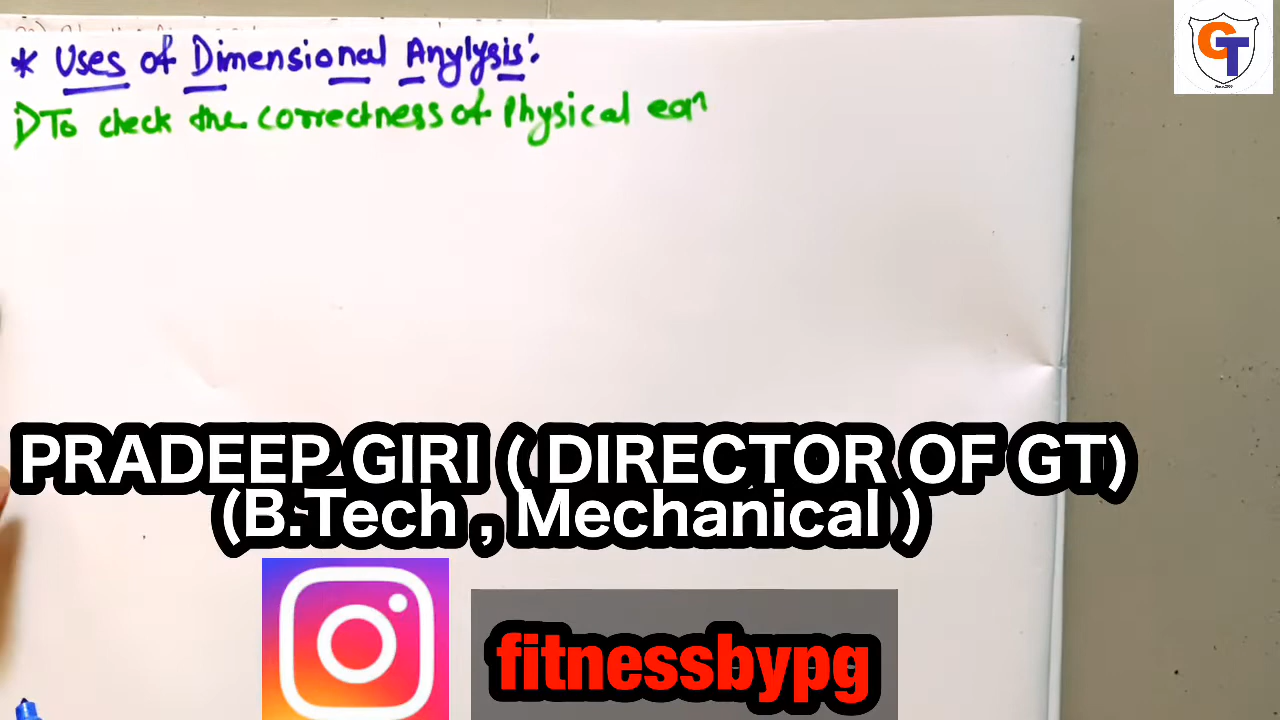 * Uses of Dimensional Anylysis:
1) To check the correctness of Physical eqn
GT
PRADEEP GIRI ( DIRECTOR OF GT)
(B.Tech , Mechanical )
fitnessbypg